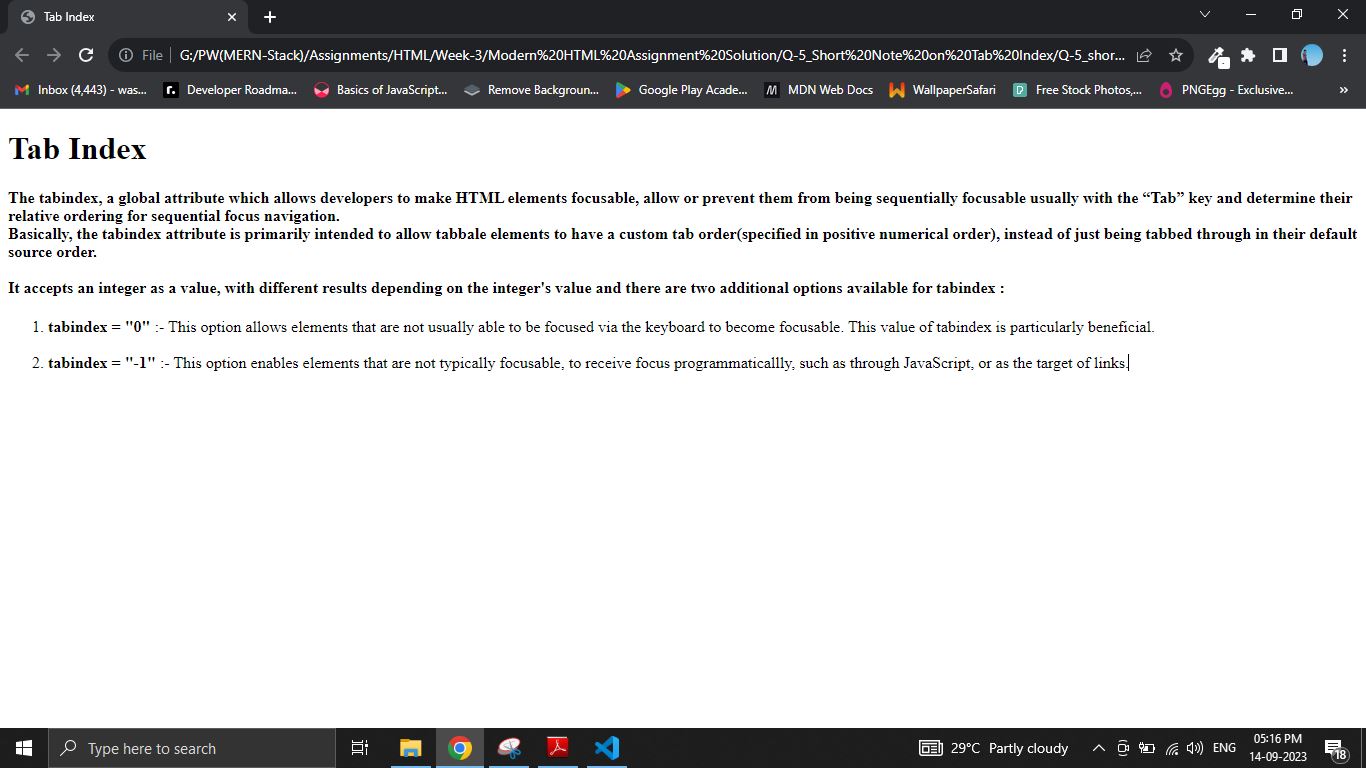 Tab Index
File
G:/PW(MERN-Stack)/Assignments/HTML/Week-3/Modern%20HTML%20Assignment%20Solution/Q-5_Short%20Note%20on%20Tab%20Index/Q-5_shor...
Inbox (4,443) - was...
Developer Roadma...
Basics of JavaScript...
Remove Backgroun...
Google Play Acade...
MDN Web Docs
WallpaperSafari
Free Stock Photos,...
PNGEgg - Exclusive...
»
Tab Index
The tabindex, a global attribute which allows developers to make HTML elements focusable, allow or prevent them from being sequentially focusable usually with the “Tab” key and determine their
relative ordering for sequential focus navigation.
Basically, the tabindex attribute is primarily intended to allow tabbale elements to have a custom tab order(specified in positive numerical order), instead of just being tabbed through in their default
source order.
It accepts an integer as a value, with different results depending on the integer's value and there are two additional options available for tabindex :
1. tabindex = "0" :- This option allows elements that are not usually able to be focused via the keyboard to become focusable. This value of tabindex is particularly beneficial.
2. tabindex = "-1" :- This option enables elements that are not typically focusable, to receive focus programmaticallly, such as through JavaScript, or as the target of links.
Type here to search
29°C Partly cloudy
ENG
05:16 PM
14-09-2023
18